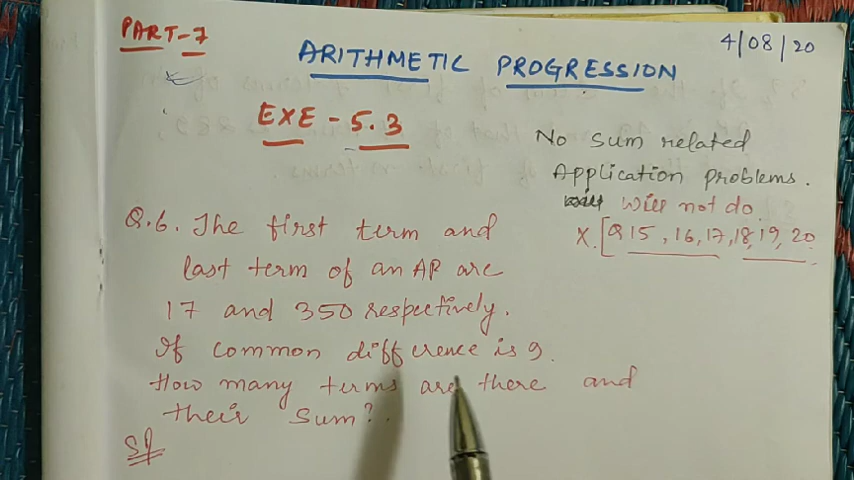 PART-7
4/08/20
ARITHMETIC PROGRESSION
EXE - 5.3
No sum related
Application problems.
will not do.
X. [Q 15, 16, 17, 18, 19, 20
Q.6. The first term and
last term of an AP are
17 and 350 respectively.
If common difference is 9.
How many terms are there and
their sum?.